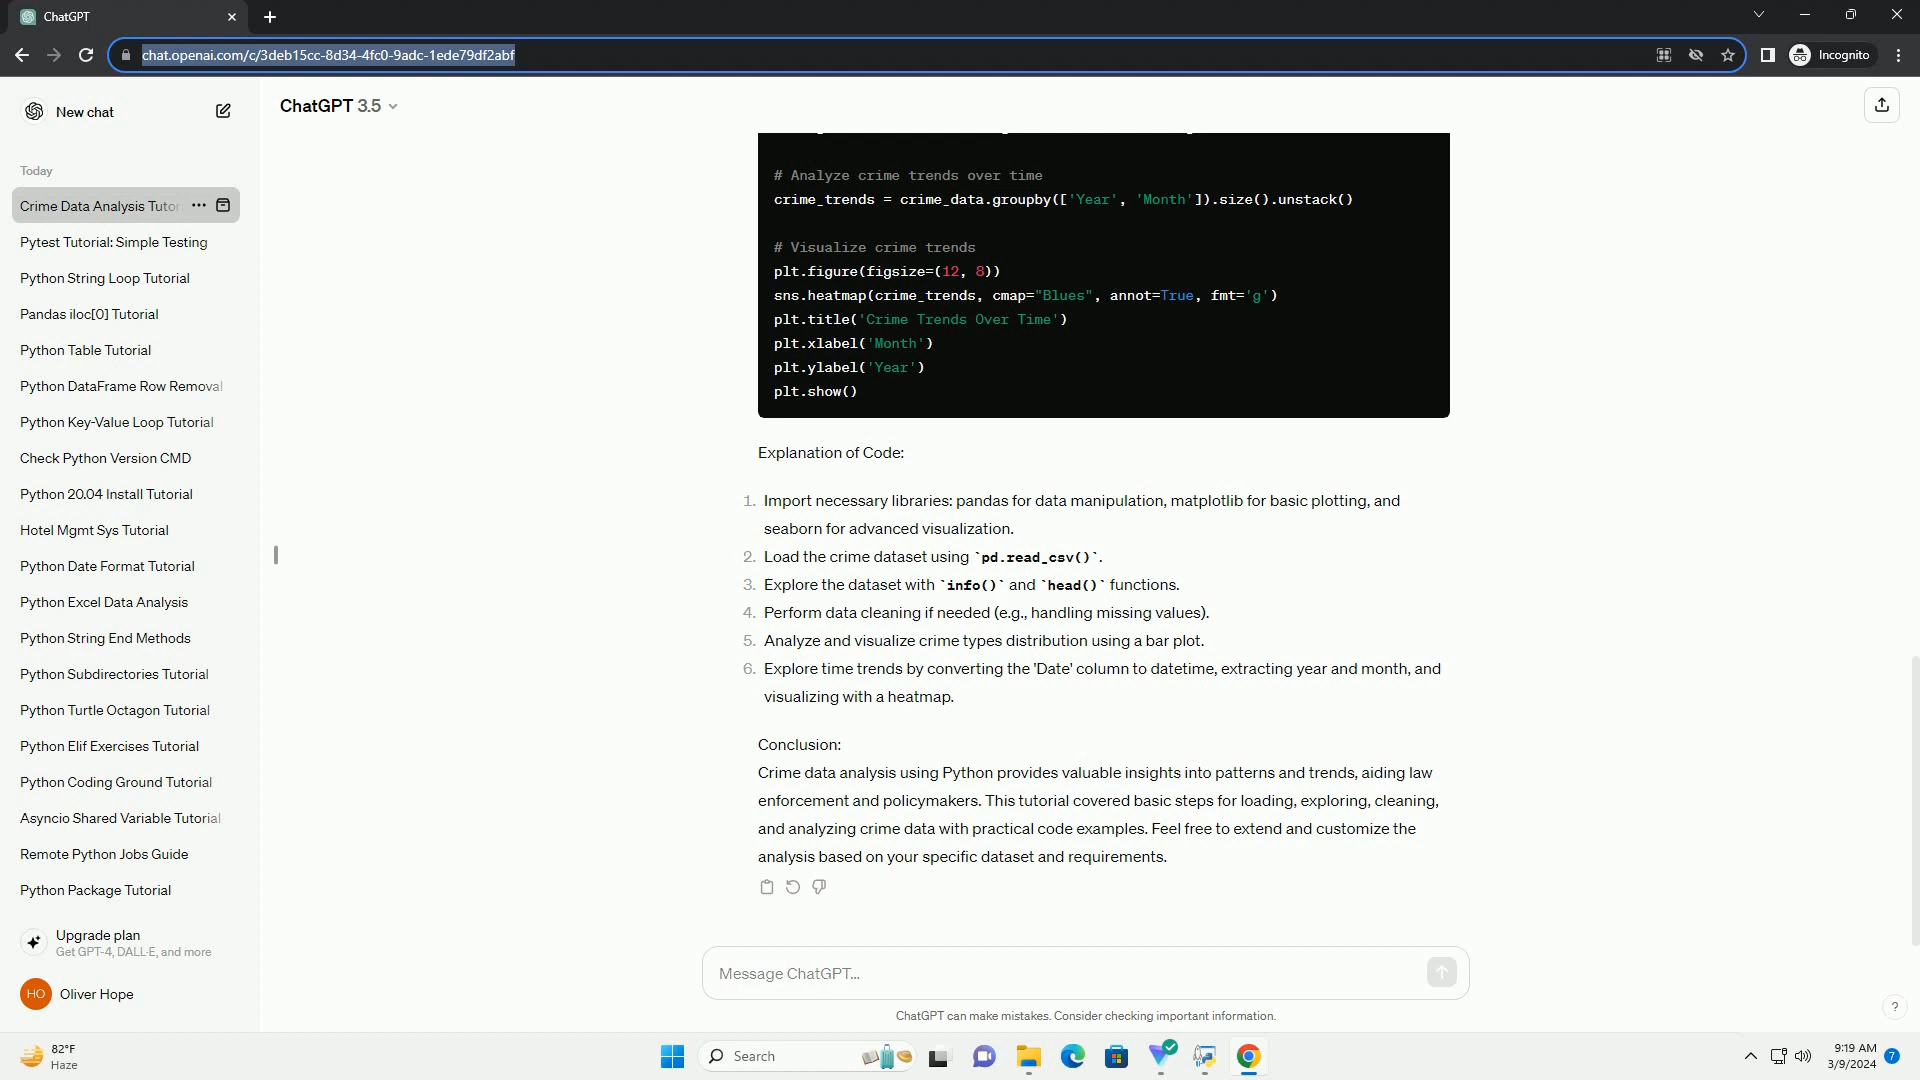 ChatGPT
chat.openai.com/c/3deb15cc-8d34-4fc0-9adc-1ede79df2abf
Incognito
New chat
Today
Crime Data Analysis Tutor
Pytest Tutorial: Simple Testing
Python String Loop Tutorial
Pandas iloc[0] Tutorial
Python Table Tutorial
Python DataFrame Row Removal
Python Key-Value Loop Tutorial
Check Python Version CMD
Python 20.04 Install Tutorial
Hotel Mgmt Sys Tutorial
Python Date Format Tutorial
Python Excel Data Analysis
Python String End Methods
Python Subdirectories Tutorial
Python Turtle Octagon Tutorial
Python Elif Exercises Tutorial
Python Coding Ground Tutorial
Asyncio Shared Variable Tutorial
Remote Python Jobs Guide
Python Package Tutorial
Upgrade plan
Get GPT-4, DALL·E, and more
HO Oliver Hope
ChatGPT 3.5
# Analyze crime trends over time
crime_trends = crime_data.groupby(['Year', 'Month']).size().unstack()
# Visualize crime trends
plt.figure(figsize=(12, 8))
sns.heatmap(crime_trends, cmap="Blues", annot=True, fmt='g')
plt.title('Crime Trends Over Time')
plt.xlabel('Month')
plt.ylabel('Year')
plt.show()
Explanation of Code:
1. Import necessary libraries: pandas for data manipulation, matplotlib for basic plotting, and
seaborn for advanced visualization.
2. Load the crime dataset using `pd.read_csv()`.
3. Explore the dataset with `info()` and `head()` functions.
4. Perform data cleaning if needed (e.g., handling missing values).
5. Analyze and visualize crime types distribution using a bar plot.
6. Explore time trends by converting the 'Date' column to datetime, extracting year and month, and
visualizing with a heatmap.
Conclusion:
Crime data analysis using Python provides valuable insights into patterns and trends, aiding law
enforcement and policymakers. This tutorial covered basic steps for loading, exploring, cleaning,
and analyzing crime data with practical code examples. Feel free to extend and customize the
analysis based on your specific dataset and requirements.
Message ChatGPT...
ChatGPT can make mistakes. Consider checking important information.
?
82°F
Haze
Search
9:19 AM
3/9/2024
7